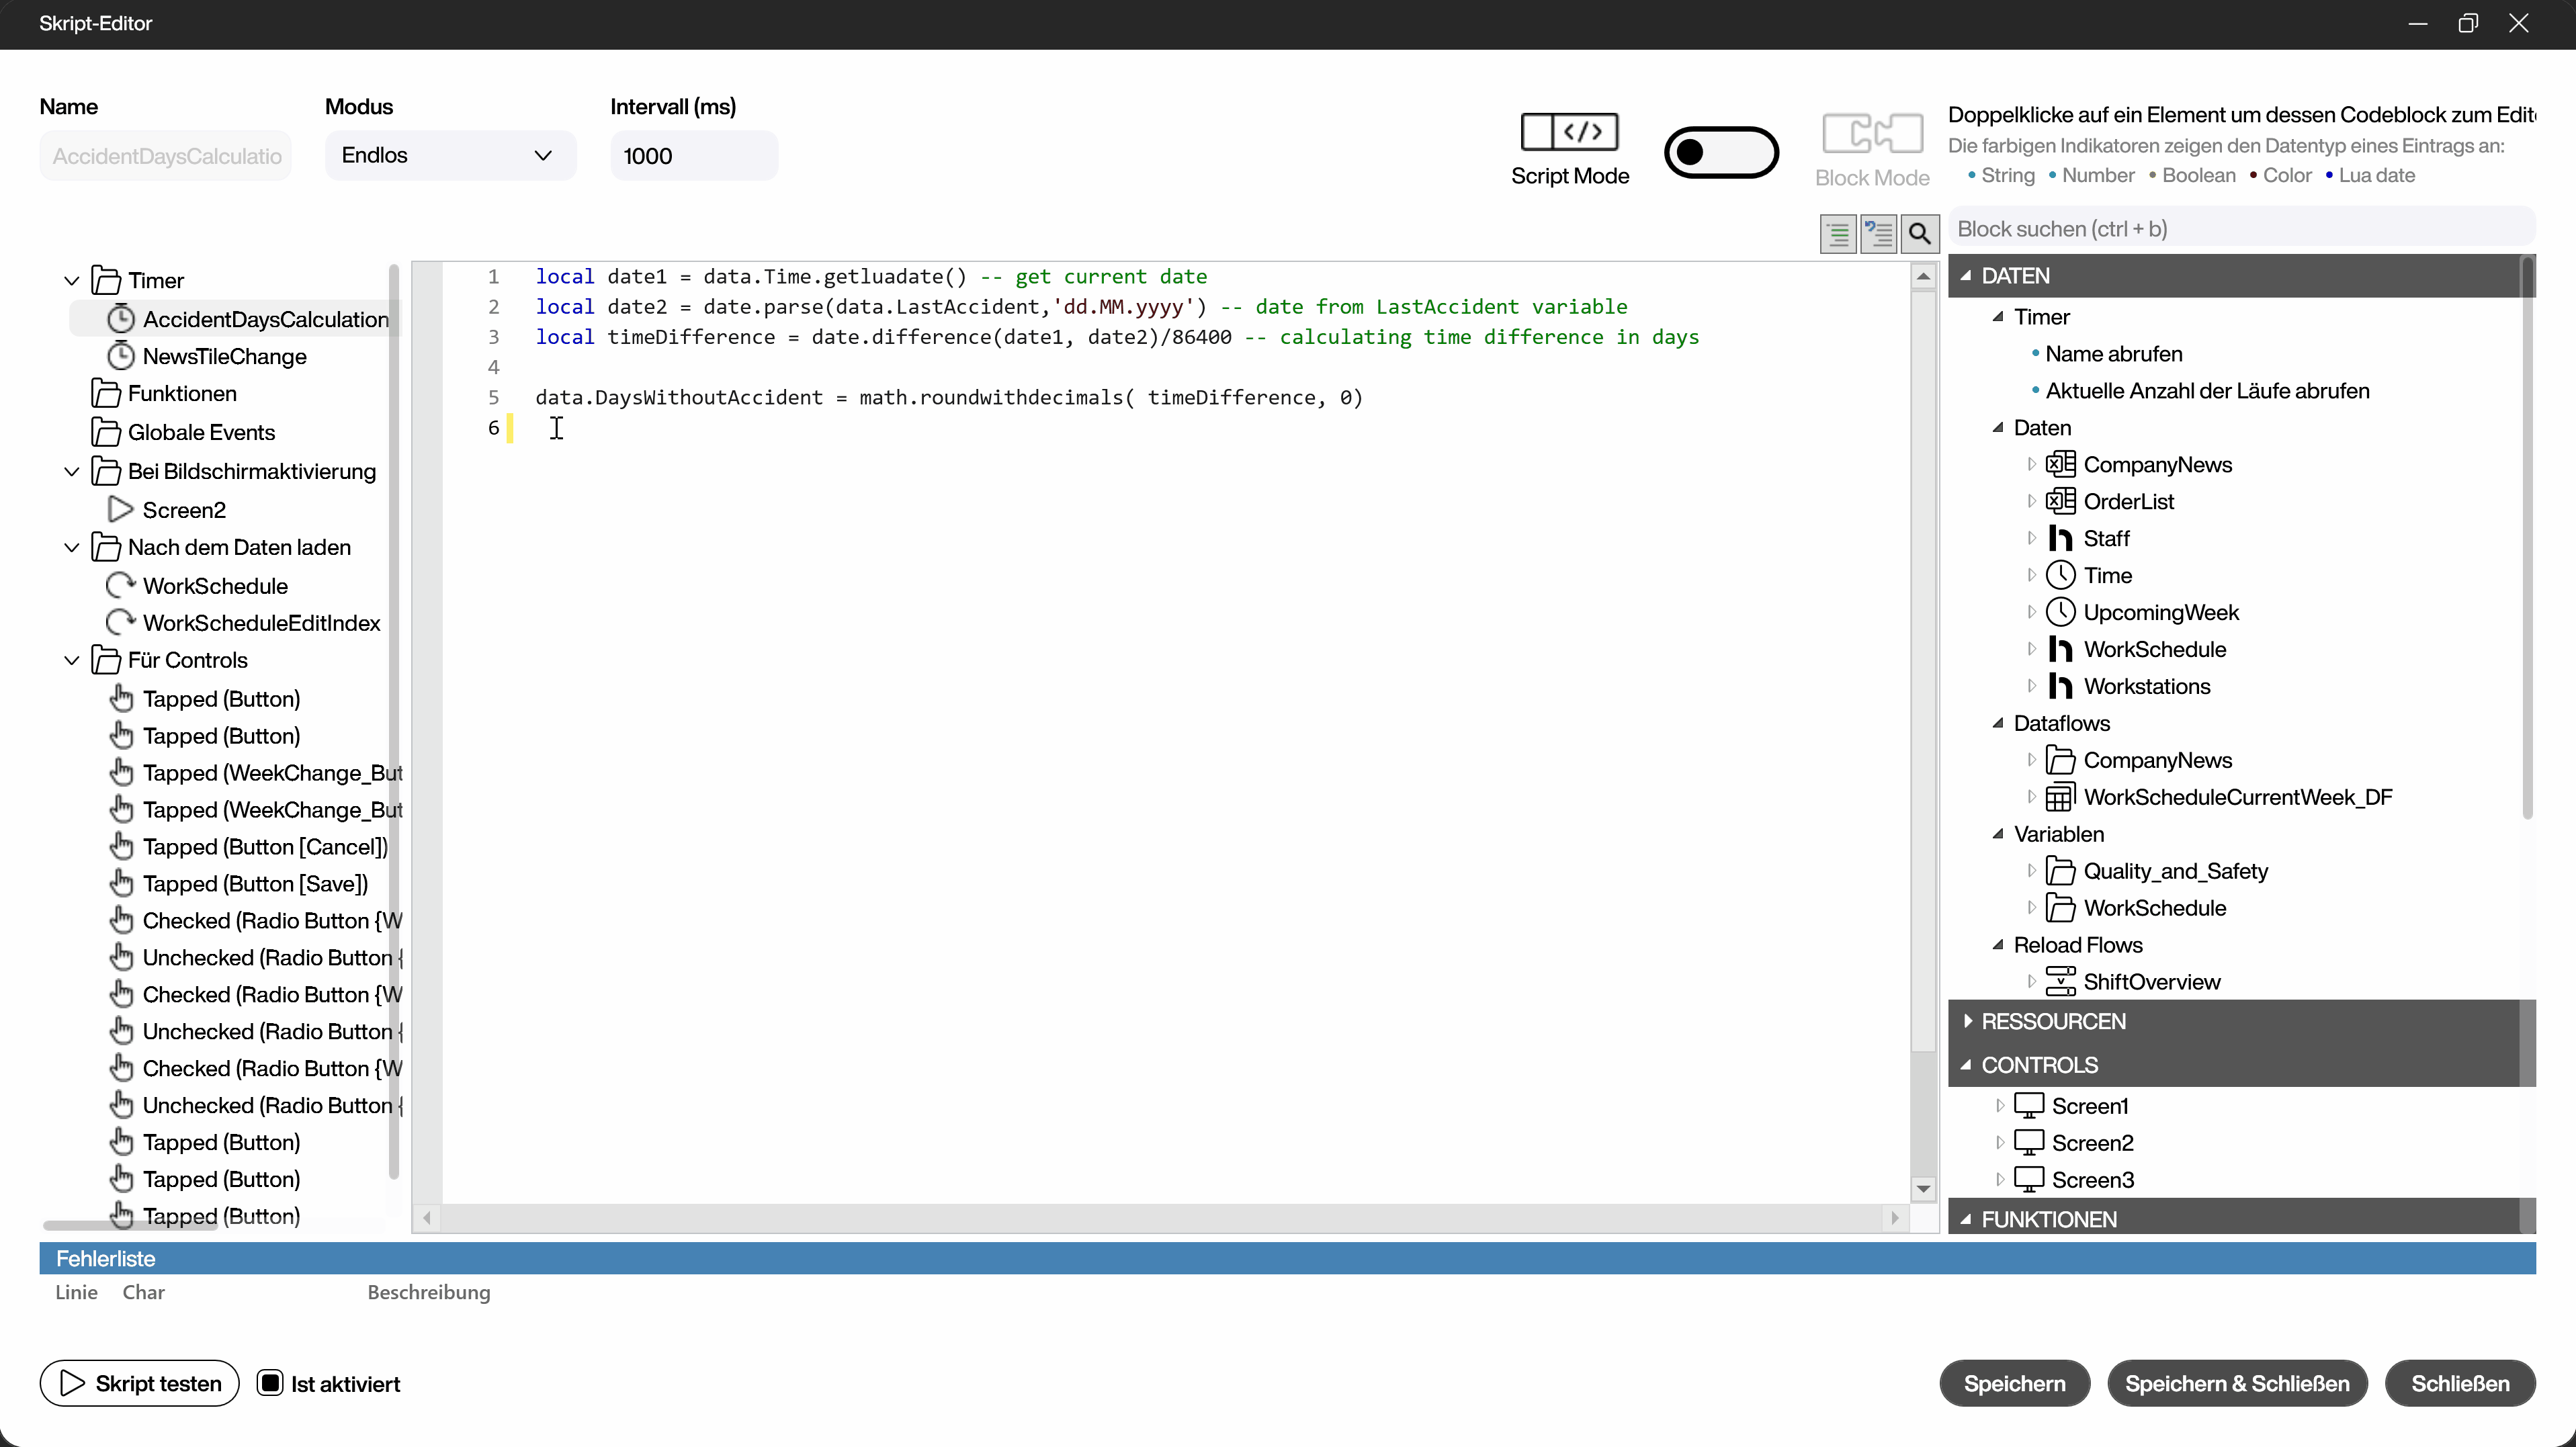 Skript-Editor
Name
Modus
Intervall (ms)
AccidentDaysCalculatio
Endlos
1000
Script Mode
Block Mode
Doppelklicke auf ein Element um dessen Codeblock zum Edit
Die farbigen Indikatoren zeigen den Datentyp eines Eintrags an:
• String • Number • Boolean • Color • Lua date
Block suchen (ctrl + b)
Timer
AccidentDaysCalculation
NewsTileChange
Funktionen
Globale Events
Bei Bildschirmaktivierung
Screen2
Nach dem Daten laden
WorkSchedule
WorkScheduleEditIndex
Für Controls
Tapped (Button)
Tapped (Button)
Tapped (WeekChange_But
Tapped (WeekChange_But
Tapped (Button [Cancel])
Tapped (Button [Save])
Checked (Radio Button {W
Unchecked (Radio Button {
Checked (Radio Button {W
Unchecked (Radio Button {
Checked (Radio Button {W
Unchecked (Radio Button {
Tapped (Button)
Tapped (Button)
Tapped (Button)
1 local date1 = data.Time.getluadate() -- get current date
2 local date2 = date.parse(data.LastAccident,'dd.MM.yyyy') -- date from LastAccident variable
3 local timeDifference = date.difference(date1, date2)/86400 -- calculating time difference in days
4
5 data.DaysWithoutAccident = math.roundwithdecimals( timeDifference, 0)
6
DATEN
Timer
• Name abrufen
• Aktuelle Anzahl der Läufe abrufen
Daten
CompanyNews
OrderList
Staff
Time
UpcomingWeek
WorkSchedule
Workstations
Dataflows
CompanyNews
WorkScheduleCurrentWeek_DF
Variablen
Quality_and_Safety
WorkSchedule
Reload Flows
ShiftOverview
RESSOURCEN
CONTROLS
Screen1
Screen2
Screen3
FUNKTIONEN
Fehlerliste
Linie Char Beschreibung
Skript testen
Ist aktiviert
Speichern
Speichern & Schließen
Schließen